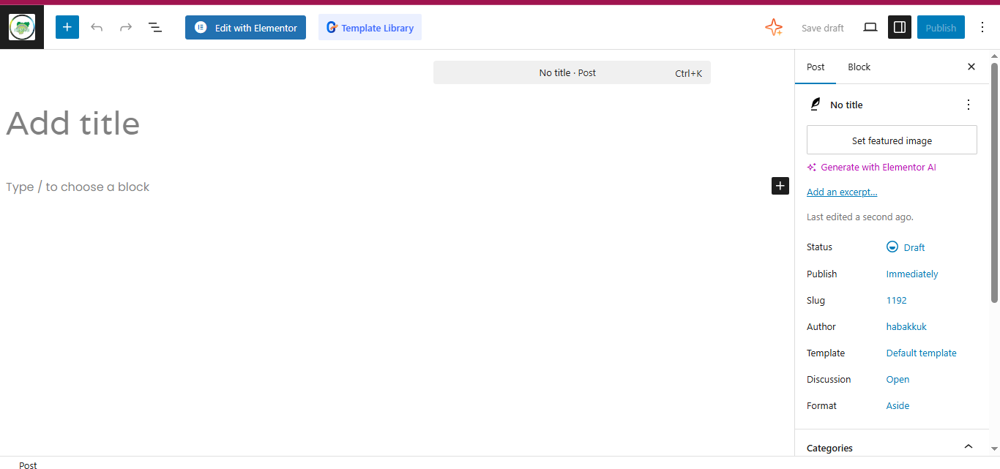 Edit with Elementor
Template Library
Save draft
Publish
No title · Post
Ctrl+K
Add title
Type / to choose a block
Post
Block
No title
Set featured image
Generate with Elementor AI
Add an excerpt...
Last edited a second ago.
Status Draft
Publish Immediately
Slug 1192
Author habakkuk
Template Default template
Discussion Open
Format Aside
Categories
Post